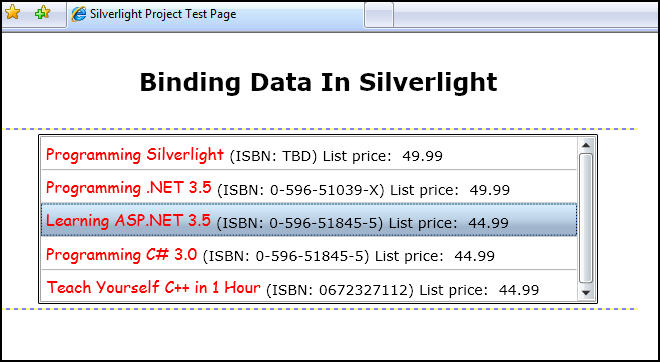 Silverlight Project Test Page
Binding Data In Silverlight
Programming Silverlight (ISBN: TBD) List price: 49.99
Programming .NET 3.5 (ISBN: 0-596-51039-X) List price: 49.99
Learning ASP.NET 3.5 (ISBN: 0-596-51845-5) List price: 44.99
Programming C# 3.0 (ISBN: 0-596-51845-5) List price: 44.99
Teach Yourself C++ in 1 Hour (ISBN: 0672327112) List price: 44.99